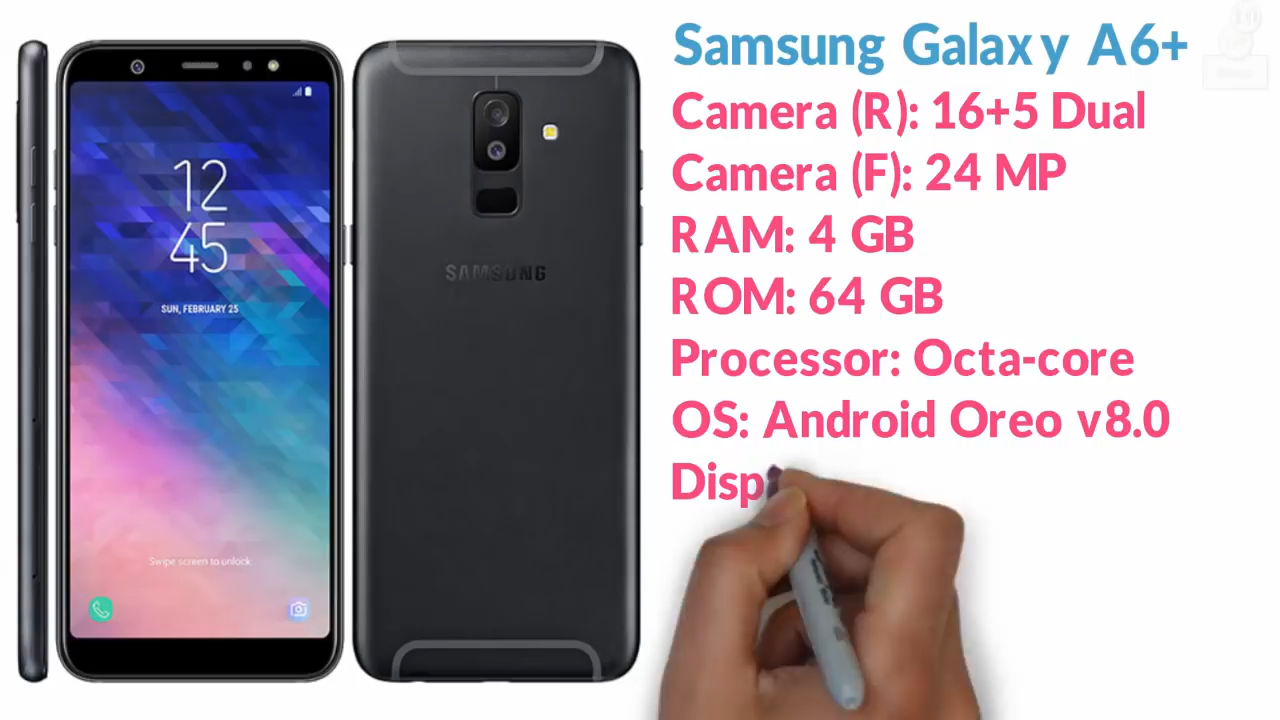 Samsung Galaxy A6+
Camera (R): 16+5 Dual
Camera (F): 24 MP
RAM: 4 GB
ROM: 64 GB
Processor: Octa-core
OS: Android Oreo v8.0
Disp
12
45
SUN, FEBRUARY 25
Swipe screen to unlock
SAMSUNG